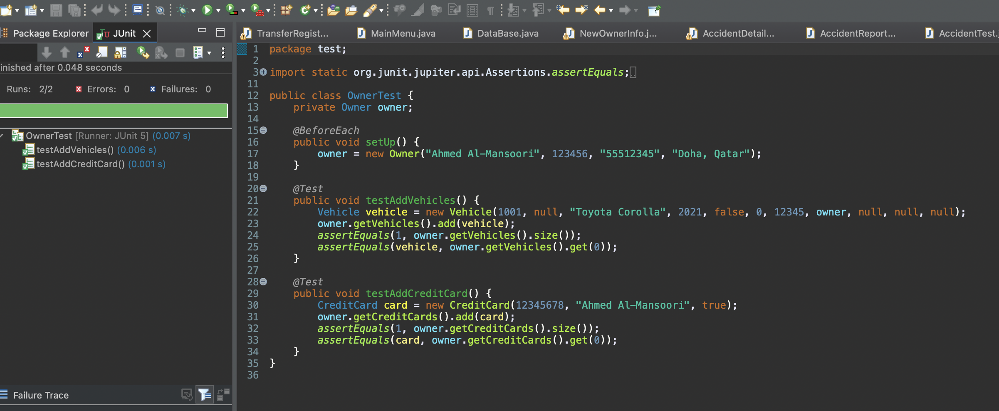 Package Explorer JUnit
TransferRegist... MainMenu.java DataBase.java NewOwnerInfo.j... AccidentDetail... AccidentReport... AccidentTest.j
inished after 0.048 seconds
Runs: 2/2 Errors: 0 Failures: 0
OwnerTest [Runner: JUnit 5] (0.007 s)
testAddVehicles() (0.006 s)
testAddCreditCard() (0.001 s)
Failure Trace
1 package test;
2
3 import static org.junit.jupiter.api.Assertions.assertEquals;
11
12 public class OwnerTest {
13 private Owner owner;
14
15 @BeforeEach
16 public void setUp() {
17 owner = new Owner("Ahmed Al-Mansoori", 123456, "55512345", "Doha, Qatar");
18 }
19
20 @Test
21 public void testAddVehicles() {
22 Vehicle vehicle = new Vehicle(1001, null, "Toyota Corolla", 2021, false, 0, 12345, owner, null, null, null);
23 owner.getVehicles().add(vehicle);
24 assertEquals(1, owner.getVehicles().size());
25 assertEquals(vehicle, owner.getVehicles().get(0));
26 }
27
28 @Test
29 public void testAddCreditCard() {
30 CreditCard card = new CreditCard(12345678, "Ahmed Al-Mansoori", true);
31 owner.getCreditCards().add(card);
32 assertEquals(1, owner.getCreditCards().size());
33 assertEquals(card, owner.getCreditCards().get(0));
34 }
35 }
36